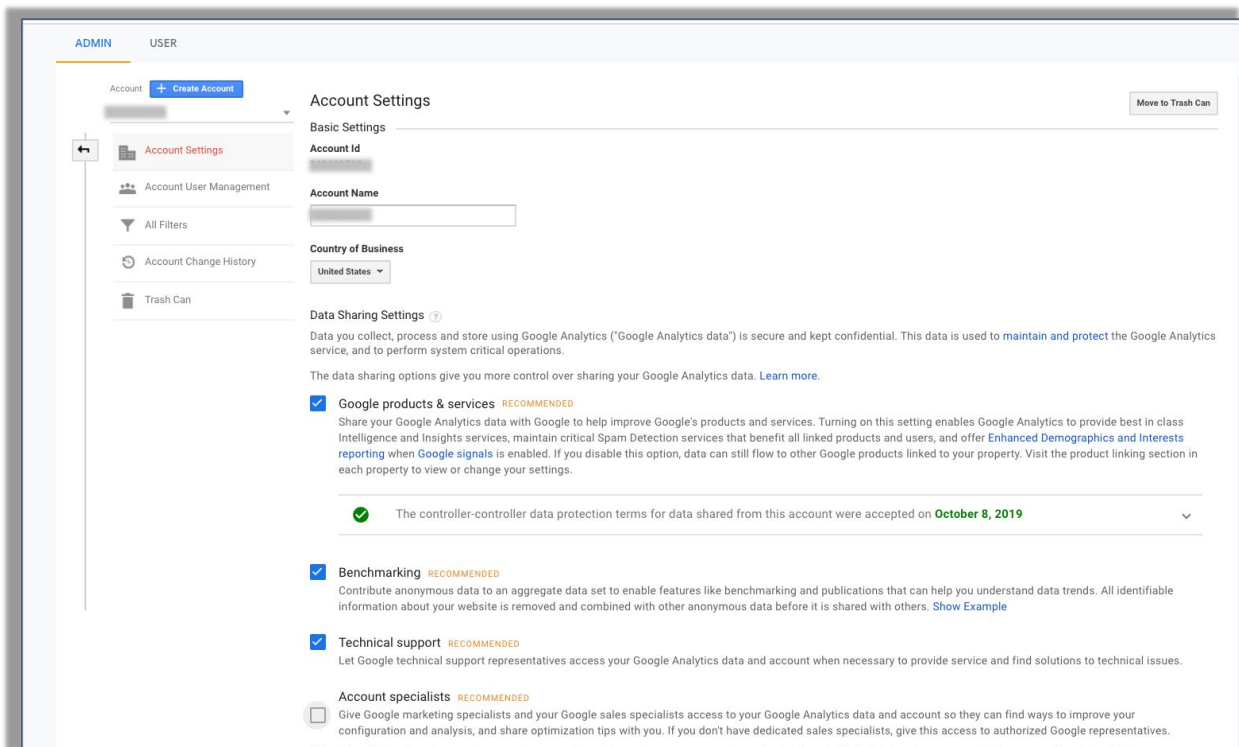 ADMIN USER
Account + Create Account
Account Settings
Account User Management
All Filters
Account Change History
Trash Can
Account Settings
Move to Trash Can
Basic Settings
Account Id
Account Name
Country of Business
United States
Data Sharing Settings ?
Data you collect, process and store using Google Analytics ("Google Analytics data") is secure and kept confidential. This data is used to maintain and protect the Google Analytics
service, and to perform system critical operations.
The data sharing options give you more control over sharing your Google Analytics data. Learn more.
Google products & services RECOMMENDED
Share your Google Analytics data with Google to help improve Google's products and services. Turning on this setting enables Google Analytics to provide best in class
Intelligence and Insights services, maintain critical Spam Detection services that benefit all linked products and users, and offer Enhanced Demographics and Interests
reporting when Google signals is enabled. If you disable this option, data can still flow to other Google products linked to your property. Visit the product linking section in
each property to view or change your settings.
The controller-controller data protection terms for data shared from this account were accepted on October 8, 2019
Benchmarking RECOMMENDED
Contribute anonymous data to an aggregate data set to enable features like benchmarking and publications that can help you understand data trends. All identifiable
information about your website is removed and combined with other anonymous data before it is shared with others. Show Example
Technical support RECOMMENDED
Let Google technical support representatives access your Google Analytics data and account when necessary to provide service and find solutions to technical issues.
Account specialists RECOMMENDED
Give Google marketing specialists and your Google sales specialists access to your Google Analytics data and account so they can find ways to improve your
configuration and analysis, and share optimization tips with you. If you don't have dedicated sales specialists, give this access to authorized Google representatives.